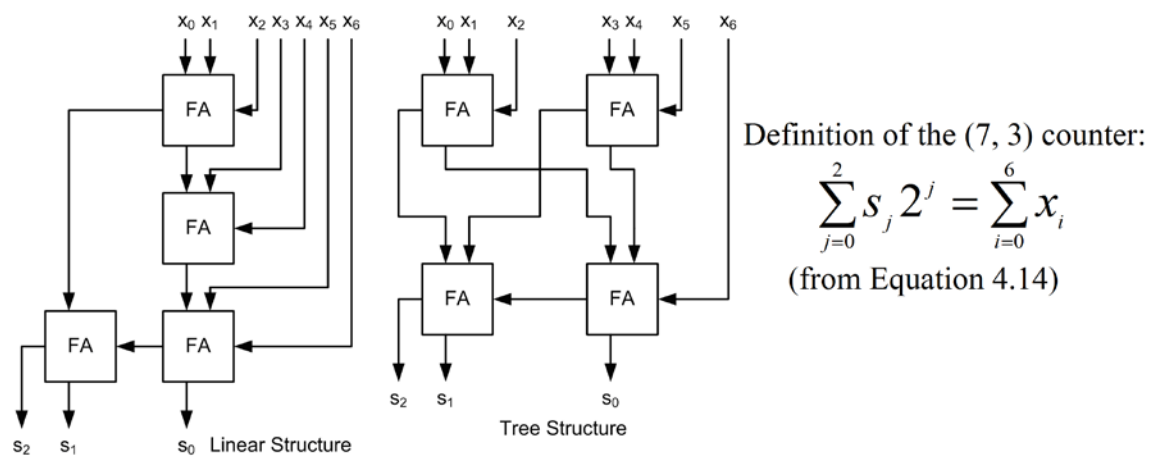 x₀ x₁ x₂ x₃ x₄ x₅ x₆
FA
FA
FA FA
s₂ s₁ s₀ Linear Structure
x₀ x₁ x₂ x₃ x₄ x₅ x₆
FA FA
FA FA
s₂ s₁ s₀
Tree Structure
Definition of the (7, 3) counter:
\sum_{j=0}^{2} s_j 2^j = \sum_{i=0}^{6} x_i
(from Equation 4.14)